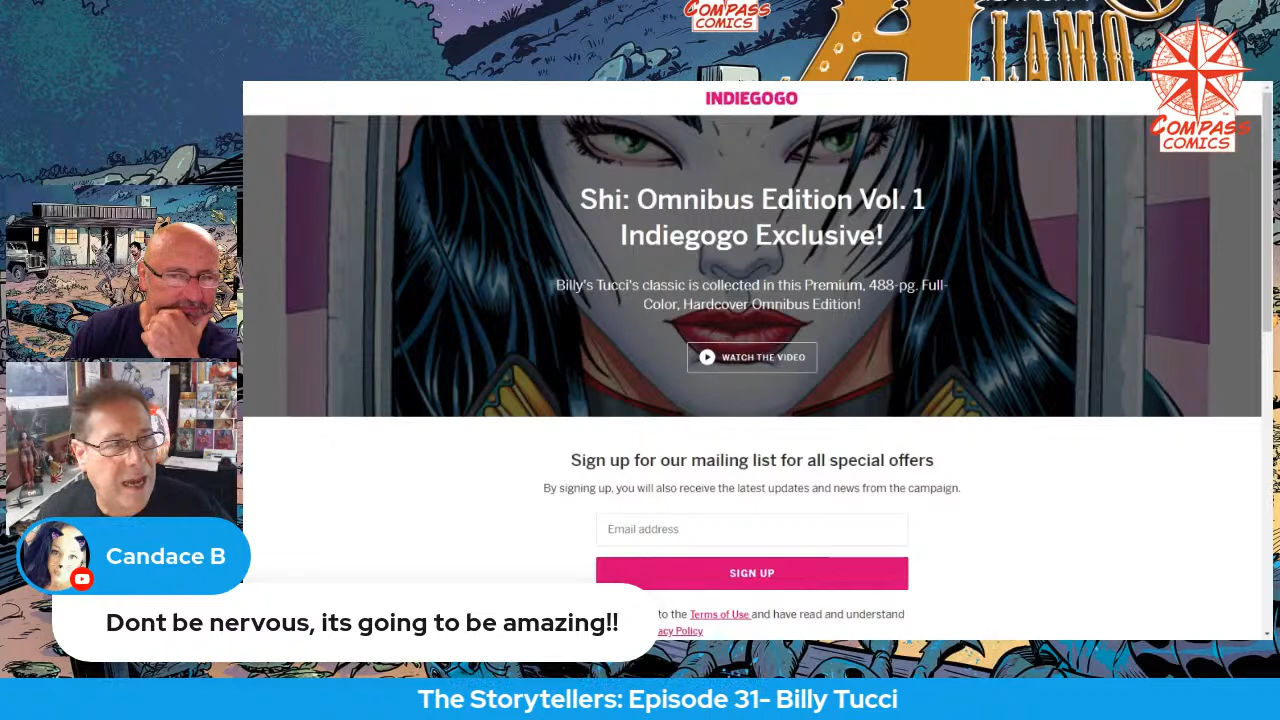 COMPASS
COMICS
ALAMO
COMPASS
COMICS
INDIEGOGO
Shi: Omnibus Edition Vol. 1
Indiegogo Exclusive!
Billy's Tucci's classic is collected in this Premium, 488-pg. Full-
Color, Hardcover Omnibus Edition!
WATCH THE VIDEO
Sign up for our mailing list for all special offers
By signing up, you will also receive the latest updates and news from the campaign.
Email address
SIGN UP
to the Terms of Use and have read and understand
acy Policy
Candace B
Dont be nervous, its going to be amazing!!
The Storytellers: Episode 31- Billy Tucci